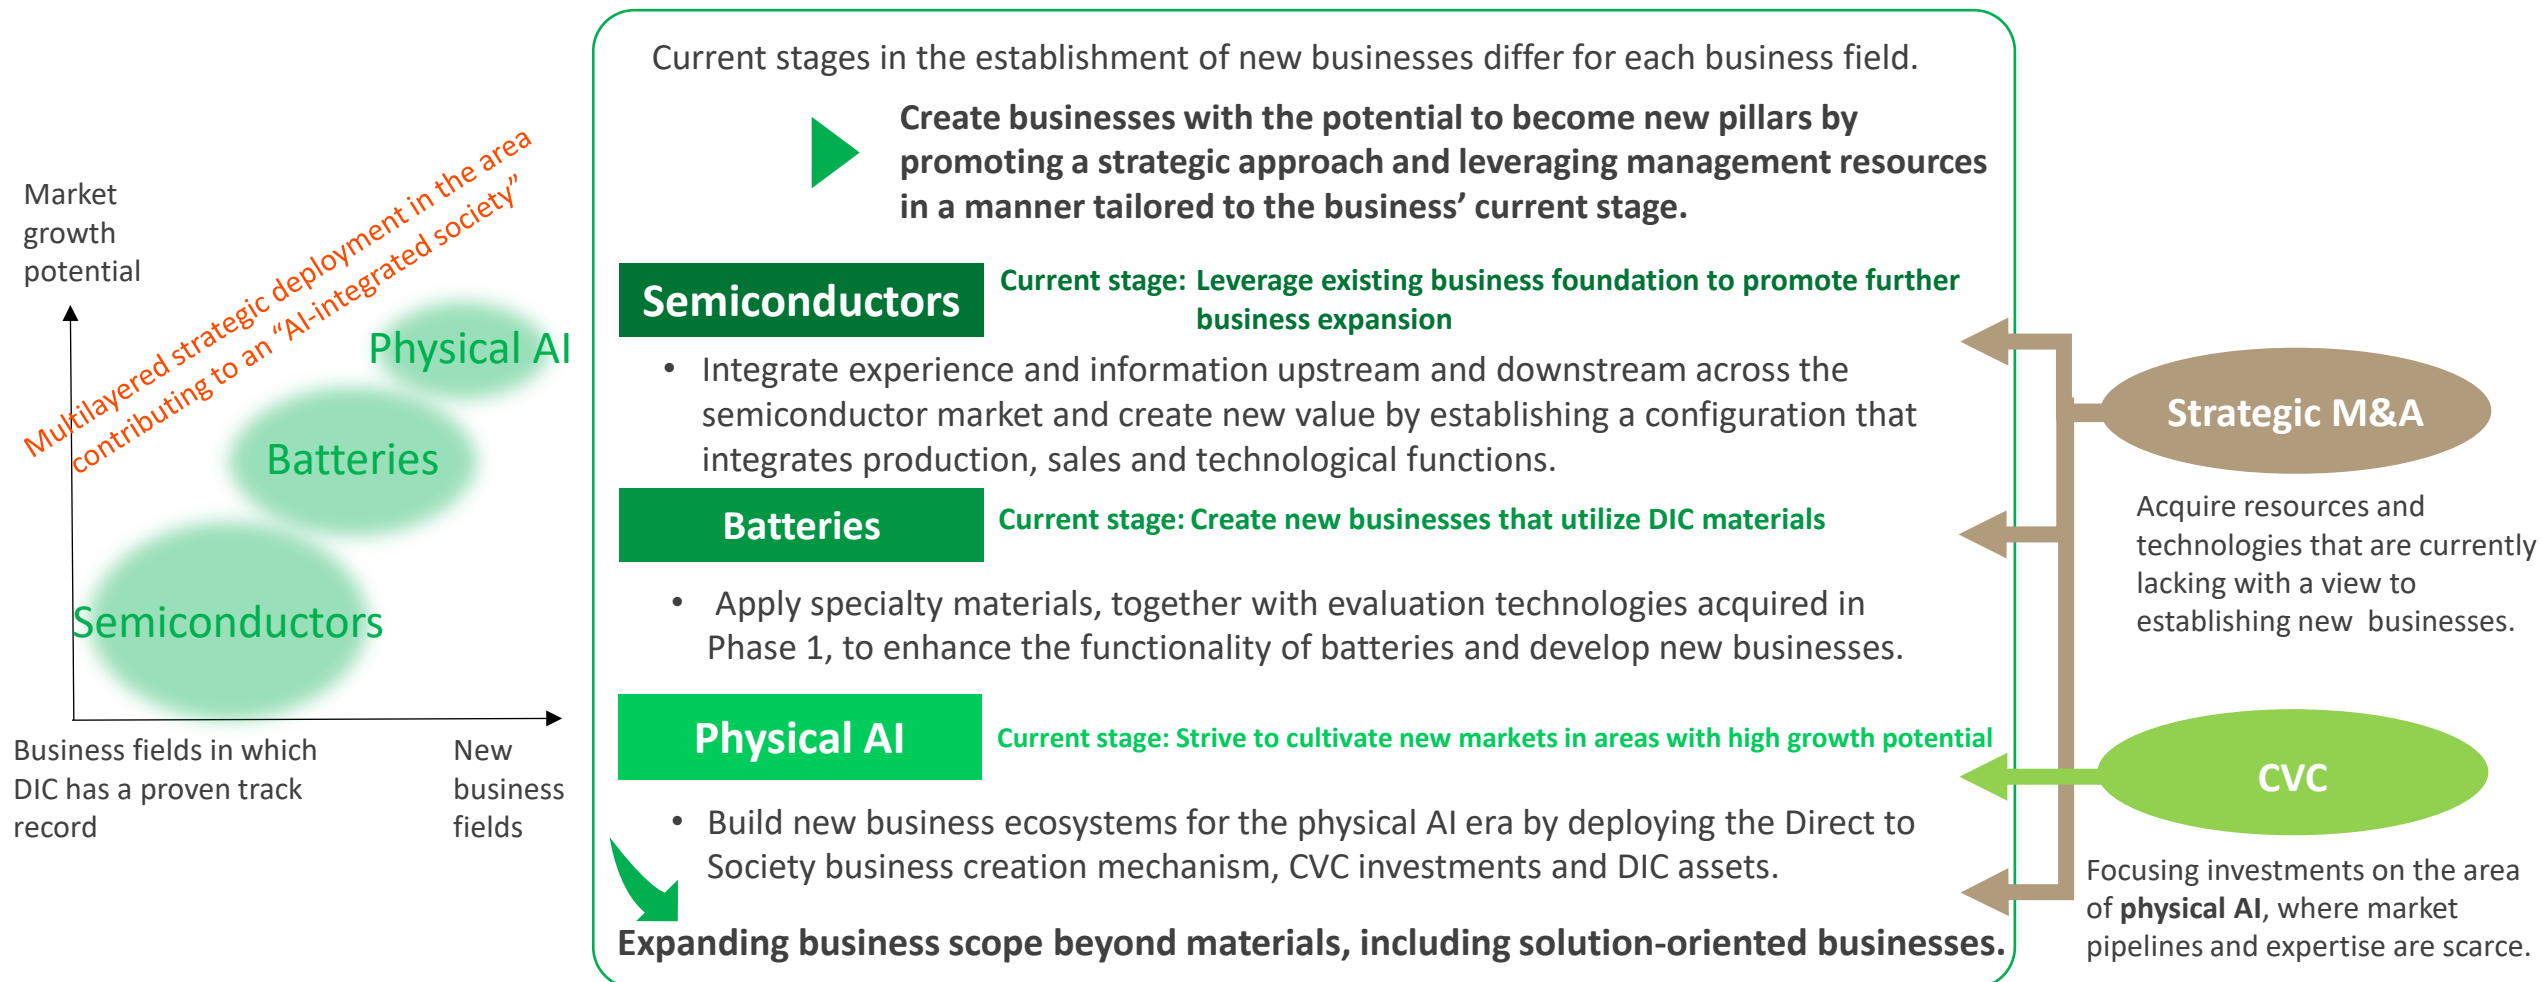 Market
growth
potential
Multilayered strategic deployment in the area
contributing to an “AI-integrated society”
Physical AI
Batteries
Semiconductors
Business fields in which
DIC has a proven track
record
New
business
fields
Current stages in the establishment of new businesses differ for each business field.
Create businesses with the potential to become new pillars by
promoting a strategic approach and leveraging management resources
in a manner tailored to the business’ current stage.
Semiconductors
Current stage: Leverage existing business foundation to promote further
business expansion
• Integrate experience and information upstream and downstream across the
semiconductor market and create new value by establishing a configuration that
integrates production, sales and technological functions.
Batteries
Current stage: Create new businesses that utilize DIC materials
• Apply specialty materials, together with evaluation technologies acquired in
Phase 1, to enhance the functionality of batteries and develop new businesses.
Physical AI
Current stage: Strive to cultivate new markets in areas with high growth potential
• Build new business ecosystems for the physical AI era by deploying the Direct to
Society business creation mechanism, CVC investments and DIC assets.
Expanding business scope beyond materials, including solution-oriented businesses.
Strategic M&A
Acquire resources and
technologies that are currently
lacking with a view to
establishing new businesses.
CVC
Focusing investments on the area
of physical AI, where market
pipelines and expertise are scarce.